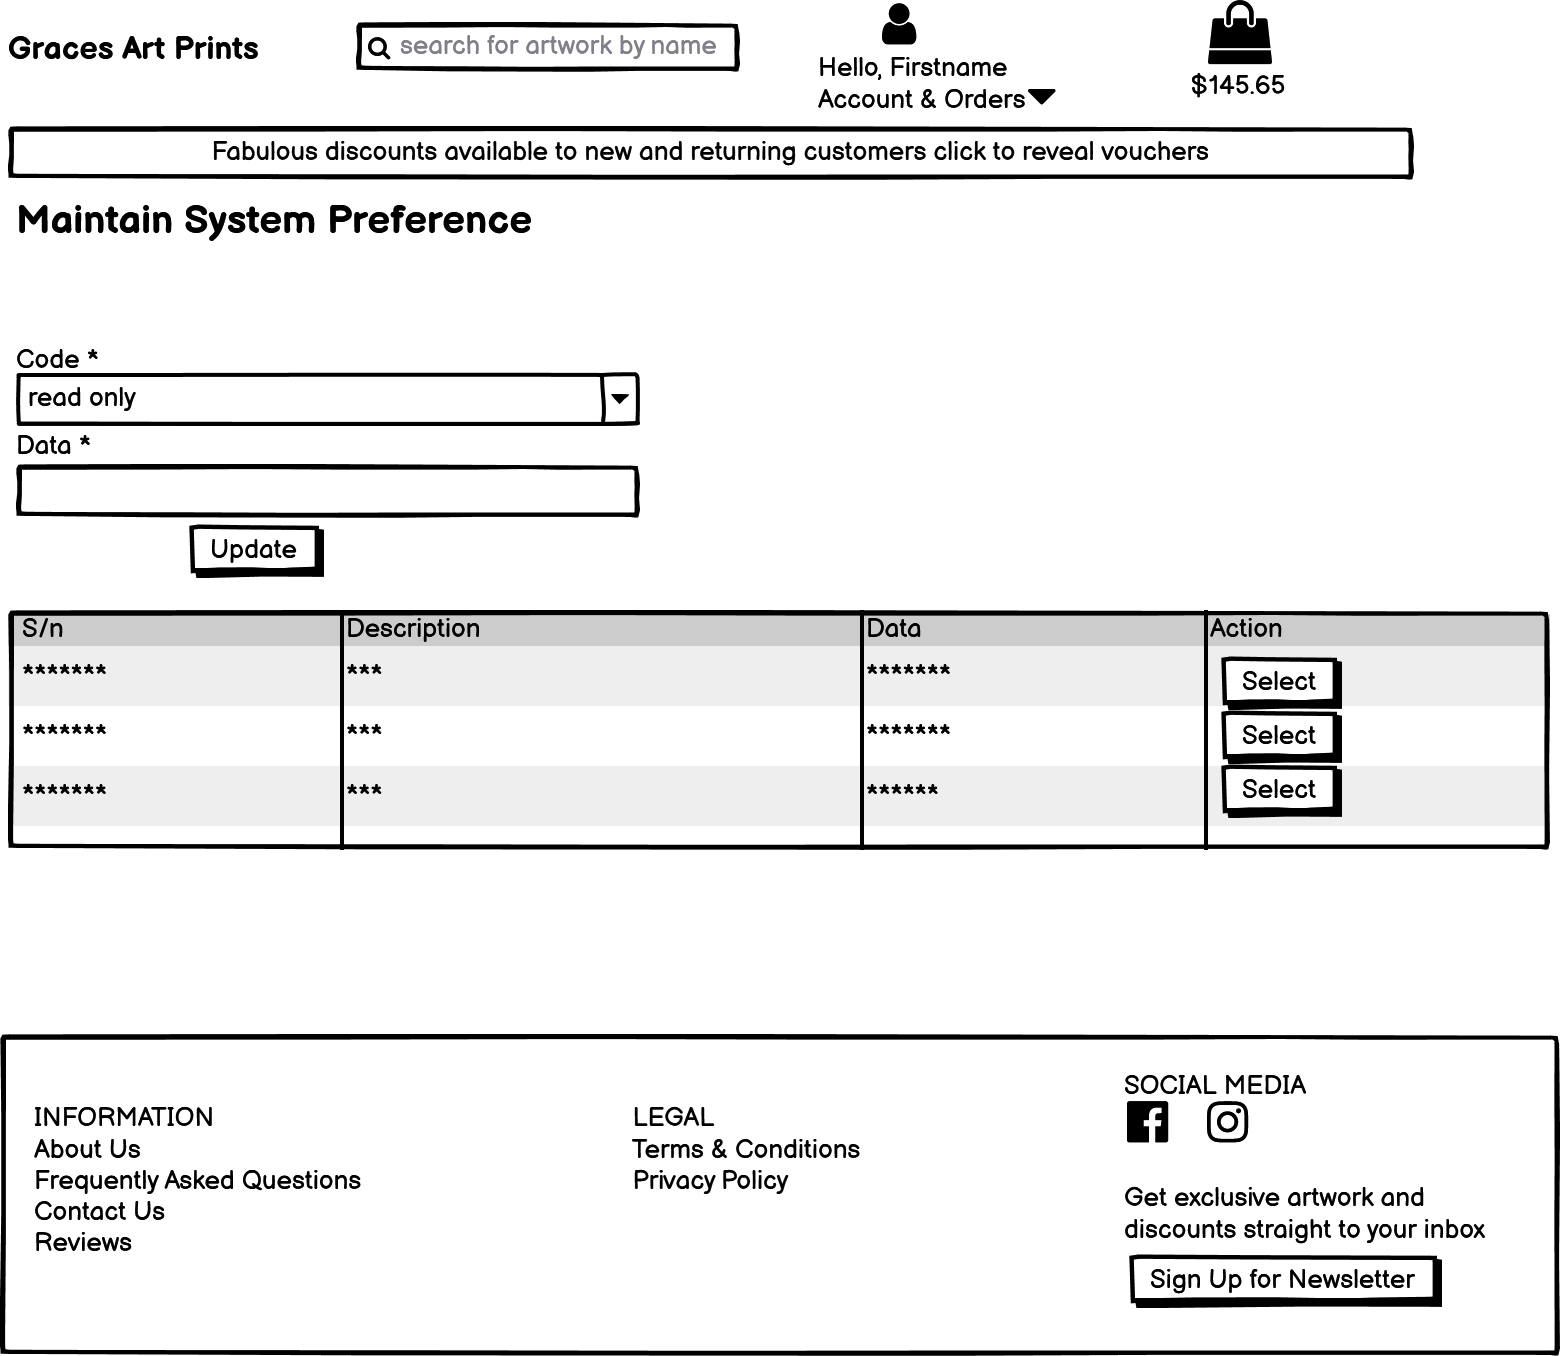 Graces Art Prints
search for artwork by name
Hello, Firstname
Account & Orders
$145.65
Fabulous discounts available to new and returning customers click to reveal vouchers
Maintain System Preference
Code *
read only
Data *
Update
S/n Description Data Action
******* *** ******* Select
******* *** ******* Select
******* *** ****** Select
INFORMATION
About Us
Frequently Asked Questions
Contact Us
Reviews
LEGAL
Terms & Conditions
Privacy Policy
SOCIAL MEDIA
Get exclusive artwork and
discounts straight to your inbox
Sign Up for Newsletter